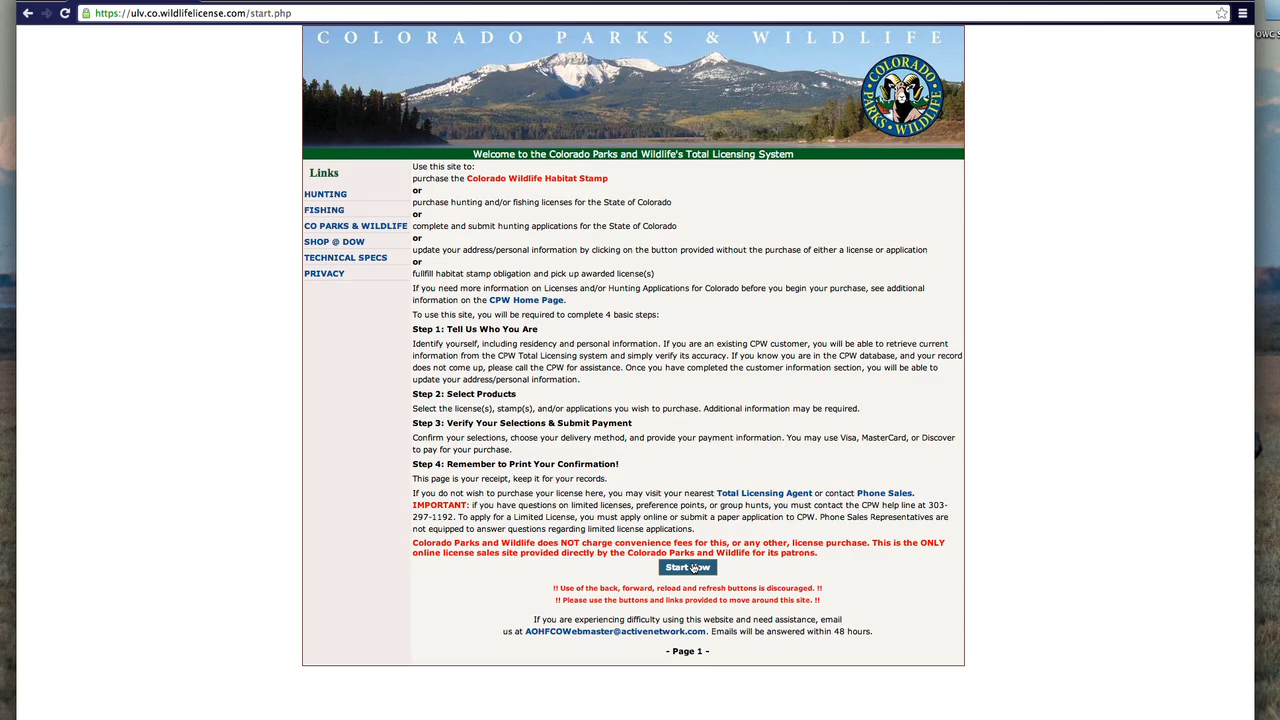 https://ulv.co.wildlifelicense.com/start.php
COLORADO PARKS & WILDLIFE
COLORADO PARKS & WILDLIFE
Welcome to the Colorado Parks and Wildlife's Total Licensing System
Links
HUNTING
FISHING
CO PARKS & WILDLIFE
SHOP @ DOW
TECHNICAL SPECS
PRIVACY
Use this site to:
purchase the Colorado Wildlife Habitat Stamp
or
purchase hunting and/or fishing licenses for the State of Colorado
or
complete and submit hunting applications for the State of Colorado
or
update your address/personal information by clicking on the button provided without the purchase of either a license or application
or
fullfill habitat stamp obligation and pick up awarded license(s)
If you need more information on Licenses and/or Hunting Applications for Colorado before you begin your purchase, see additional
information on the CPW Home Page.
To use this site, you will be required to complete 4 basic steps:
Step 1: Tell Us Who You Are
Identify yourself, including residency and personal information. If you are an existing CPW customer, you will be able to retrieve current
information from the CPW Total Licensing system and simply verify its accuracy. If you know you are in the CPW database, and your record
does not come up, please call the CPW for assistance. Once you have completed the customer information section, you will be able to
update your address/personal information.
Step 2: Select Products
Select the license(s), stamp(s), and/or applications you wish to purchase. Additional information may be required.
Step 3: Verify Your Selections & Submit Payment
Confirm your selections, choose your delivery method, and provide your payment information. You may use Visa, MasterCard, or Discover
to pay for your purchase.
Step 4: Remember to Print Your Confirmation!
This page is your receipt, keep it for your records.
If you do not wish to purchase your license here, you may visit your nearest Total Licensing Agent or contact Phone Sales.
IMPORTANT: if you have questions on limited licenses, preference points, or group hunts, you must contact the CPW help line at 303-
297-1192. To apply for a Limited License, you must apply online or submit a paper application to CPW. Phone Sales Representatives are
not equipped to answer questions regarding limited license applications.
Colorado Parks and Wildlife does NOT charge convenience fees for this, or any other, license purchase. This is the ONLY
online license sales site provided directly by the Colorado Parks and Wildlife for its patrons.
Start Now
!! Use of the back, forward, reload and refresh buttons is discouraged. !!
!! Please use the buttons and links provided to move around this site. !!
If you are experiencing difficulty using this website and need assistance, email
us at AOHFCOWebmaster@activenetwork.com. Emails will be answered within 48 hours.
- Page 1 -